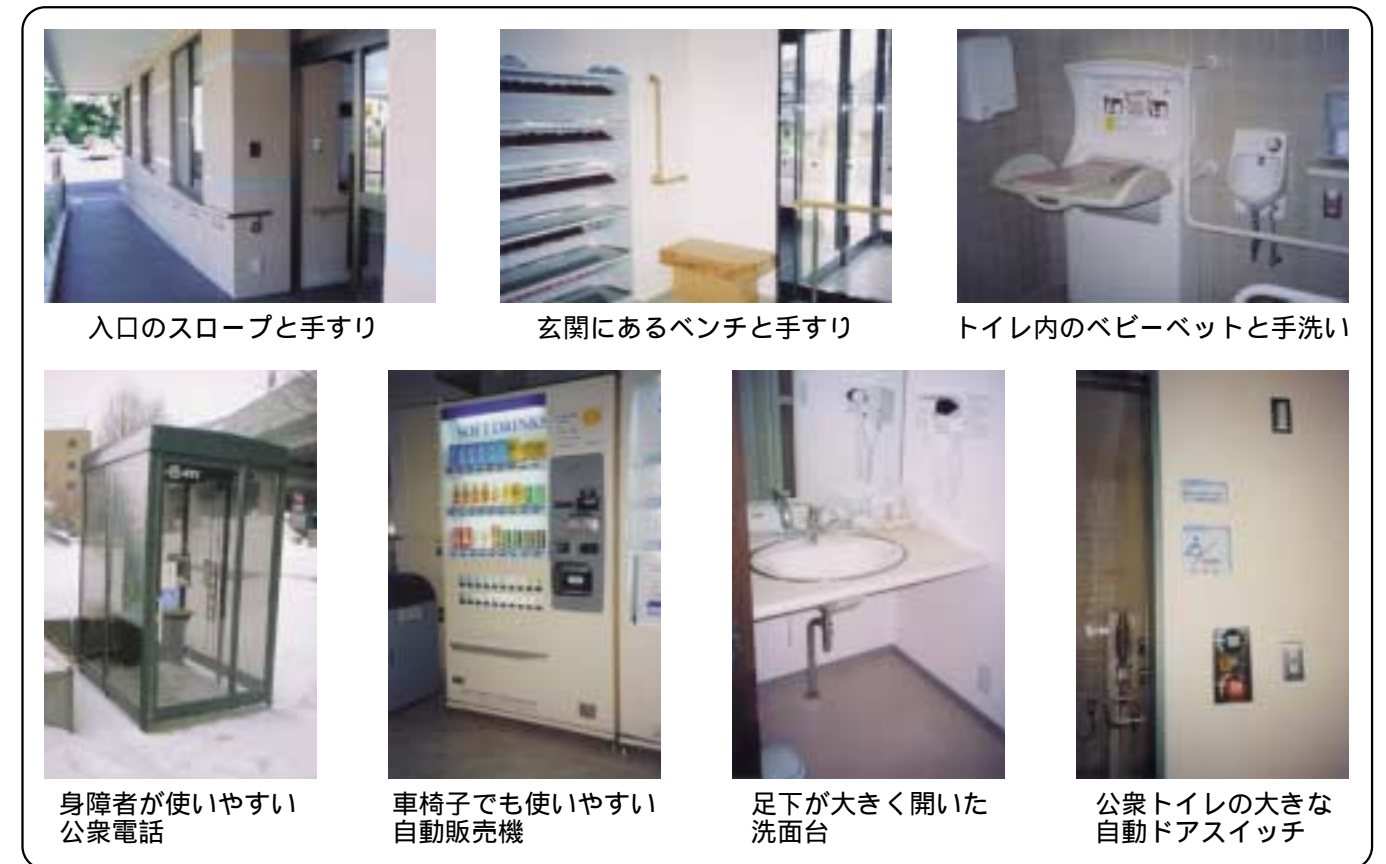 入口のスロープと手すり
玄関にあるベンチと手すり
トイレ内のベビーベットと手洗い
SOFT DRINKS
身障者が使いやすい
公衆電話
車椅子でも使いやすい
自動販売機
足下が大きく開いた
洗面台
公衆トイレの大きな
自動ドアスイッチ